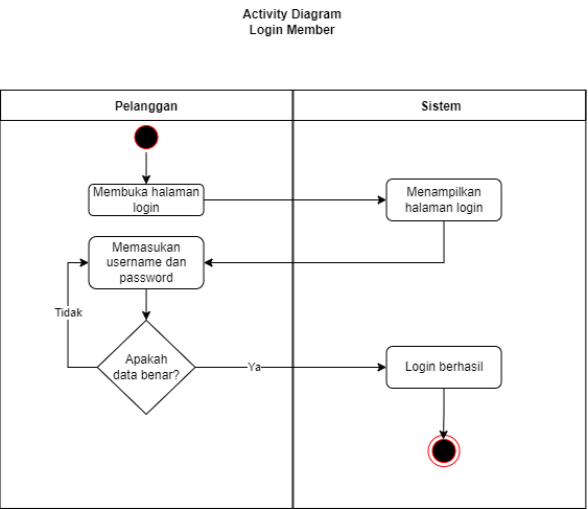 Activity Diagram
Login Member
Pelanggan
Sistem
Membuka halaman
login
Menampilkan
halaman login
Memasukan
username dan
password
Tidak
Apakah
data benar?
Ya
Login berhasil